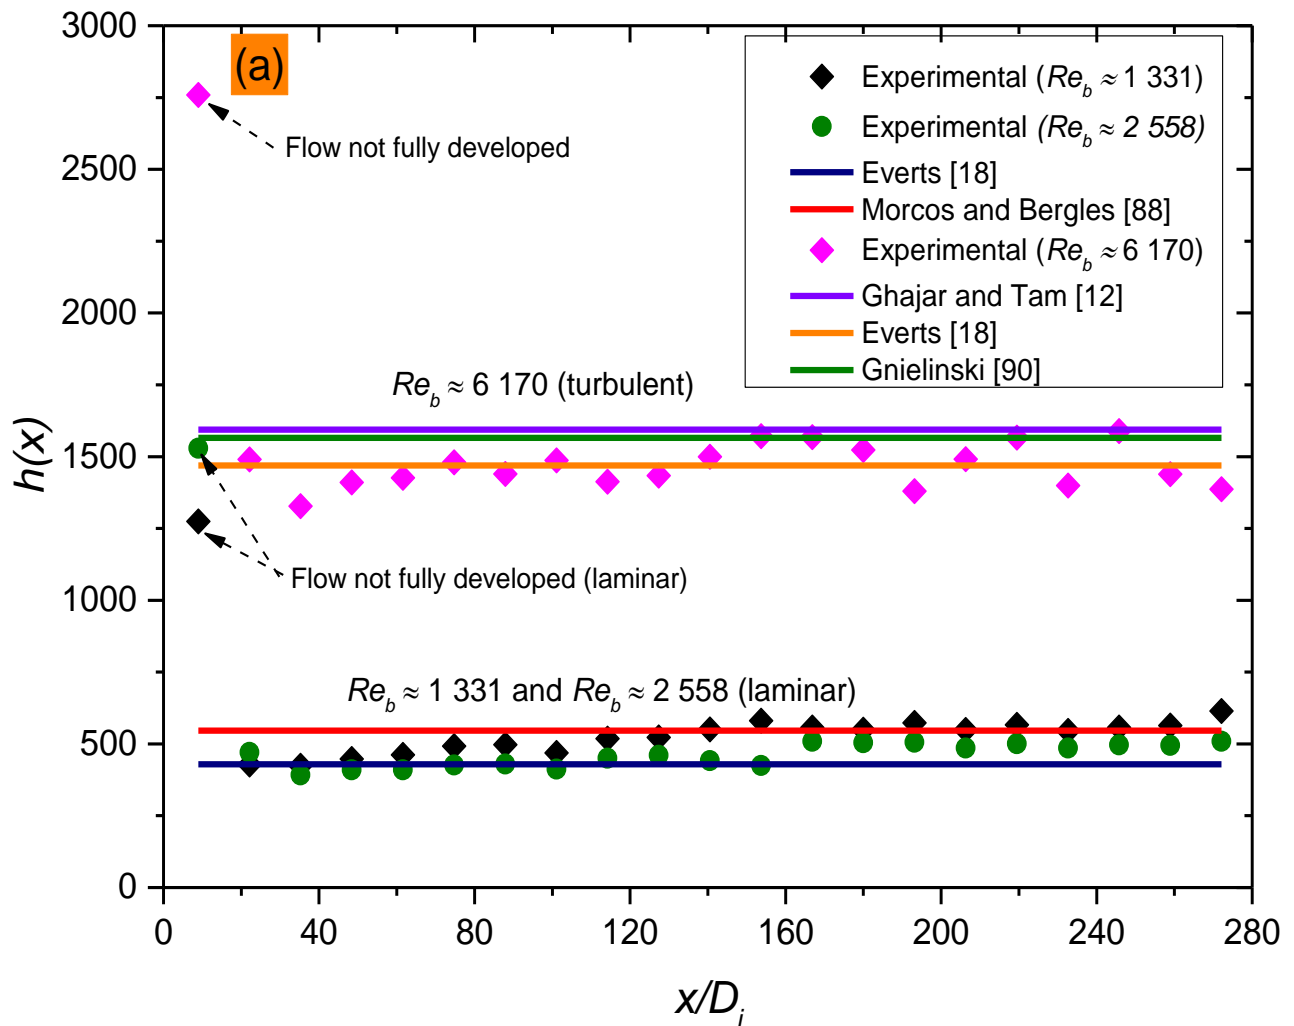 (a)
Experimental (Re_b ≈ 1 331)
Experimental (Re_b ≈ 2 558)
Everts [18]
Morcos and Bergles [88]
Experimental (Re_b ≈ 6 170)
Ghajar and Tam [12]
Everts [18]
Gnielinski [90]
Flow not fully developed
Re_b ≈ 6 170 (turbulent)
Flow not fully developed (laminar)
Re_b ≈ 1 331 and Re_b ≈ 2 558 (laminar)
h(x)
3000
2500
2000
1500
1000
500
0
0 40 80 120 160 200 240 280
x/D_i